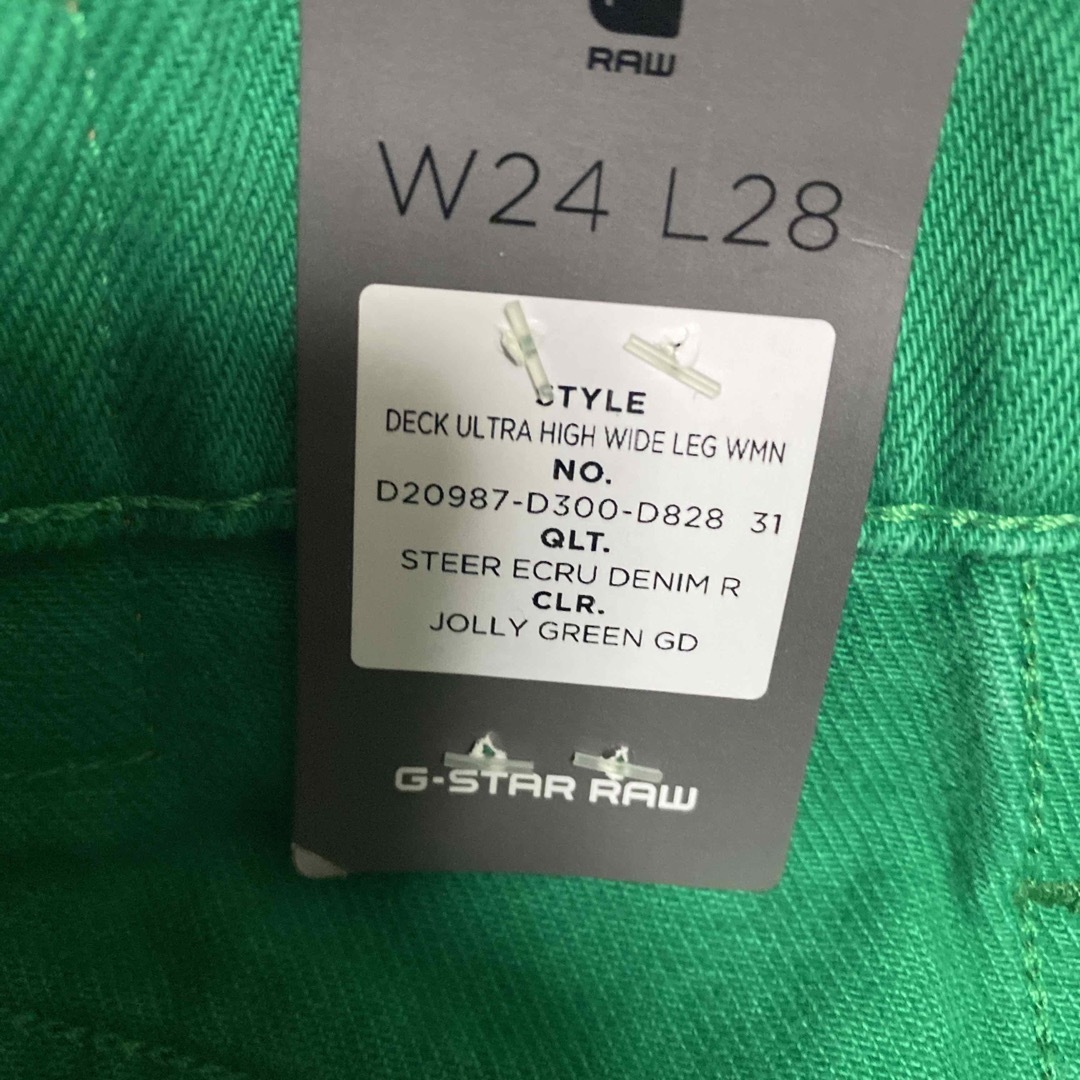 RAW
W24 L28
STYLE
DECK ULTRA HIGH WIDE LEG WMN
NO.
D20987-D300-D828 31
QLT.
STEER ECRU DENIM R
CLR.
JOLLY GREEN GD
G-STAR RAW